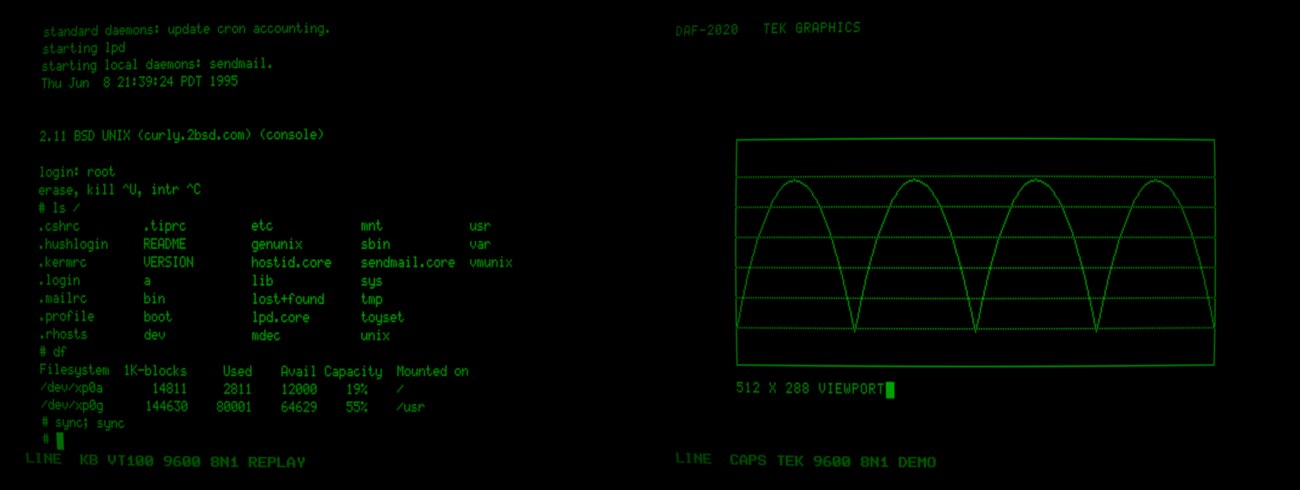 standard daemons: update cron accounting.
starting lpd
starting local daemons: sendmail.
Thu Jun  8 21:39:24 PDT 1995
2.11 BSD UNIX (curly.2bsd.com) (console)
login: root
erase, kill ^U, intr ^C
# ls /
.cshrc .tiprc etc mnt usr
.hushlogin README genunix sbin var
.kermrc VERSION hostid.core sendmail.core vmunix
.login a lib sys
.mailrc bin lost+found tmp
.profile boot lpd.core toyset
.rhosts dev mdec unix
# df
Filesystem 1K-blocks Used Avail Capacity Mounted on
/dev/xp0a 14811 2811 12000 19% /
/dev/xp0g 144630 80001 64629 55% /usr
# sync; sync
#
LINE KB VT100 9600 8N1 REPLAY
DAF-2020 TEK GRAPHICS
512 X 288 VIEWPORT
LINE CAPS TEK 9600 8N1 DEMO